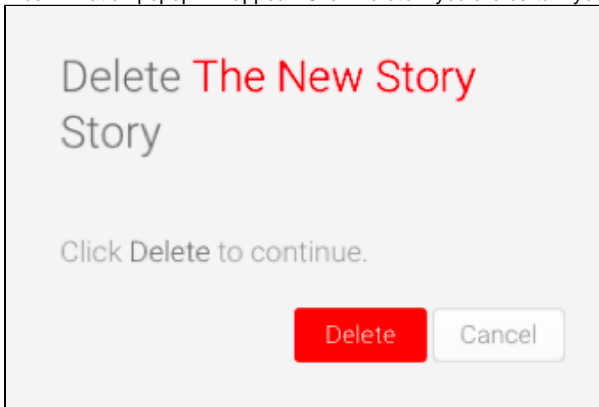 Delete The New Story
Story
Click Delete to continue.
Delete Cancel